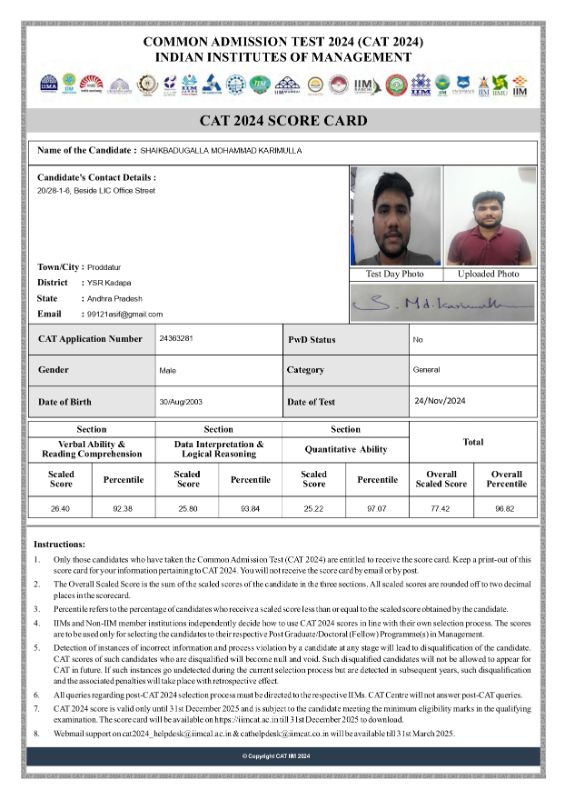 COMMON ADMISSION TEST 2024 (CAT 2024)
INDIAN INSTITUTES OF MANAGEMENT
CAT 2024 SCORE CARD
Name of the Candidate : SHAIKBADUGALLA MOHAMMAD KARIMULLA
Candidate's Contact Details :
20/28-1-6, Beside LIC Office Street
Town/City : Proddatur
District : YSR Kadapa
State : Andhra Pradesh
Email : 99121asif@gmail.com
Test Day Photo Uploaded Photo
S. Md. Karimulla
CAT Application Number 24363281 PwD Status No
Gender Male Category General
Date of Birth 30/Aug/2003 Date of Test 24/Nov/2024
Section Section Section Total
Verbal Ability & Reading Comprehension Data Interpretation & Logical Reasoning Quantitative Ability
Scaled Score Percentile Scaled Score Percentile Scaled Score Percentile Overall Scaled Score Overall Percentile
26.40 92.38 25.80 93.84 25.22 97.07 77.42 96.82
Instructions:
1. Only those candidates who have taken the Common Admission Test (CAT 2024) are entitled to receive the score card. Keep a print-out of this
score card for your information pertaining to CAT 2024. You will not receive the score card by email or by post.
2. The Overall Scaled Score is the sum of the scaled scores of the candidate in the three sections. All scaled scores are rounded off to two decimal
places in the scorecard.
3. Percentile refers to the percentage of candidates who receive a scaled score less than or equal to the scaled score obtained by the candidate.
4. IIMs and Non-IIM member institutions independently decide how to use CAT 2024 scores in line with their own selection process. The scores
are to be used only for selecting the candidates to their respective Post Graduate/Doctoral (Fellow) Programme(s) in Management.
5. Detection of instances of incorrect information and process violation by a candidate at any stage will lead to disqualification of the candidate.
CAT scores of such candidates who are disqualified will become null and void. Such disqualified candidates will not be allowed to appear for
CAT in future. If such instances go undetected during the current selection process but are detected in subsequent years, such disqualification
and the associated penalties will take place with retrospective effect.
6. All queries regarding post-CAT 2024 selection process must be directed to the respective IIMs. CAT Centre will not answer post-CAT queries.
7. CAT 2024 score is valid only until 31st December 2025 and is subject to the candidate meeting the minimum eligibility marks in the qualifying
examination. The score card will be available on https://iimcat.ac.in till 31st December 2025 to download.
8. Webmail support on cat2024_helpdesk@iimcal.ac.in & cathelpdesk@iimcat.co.in will be available till 31st March 2025.
© Copyright CAT IIM 2024